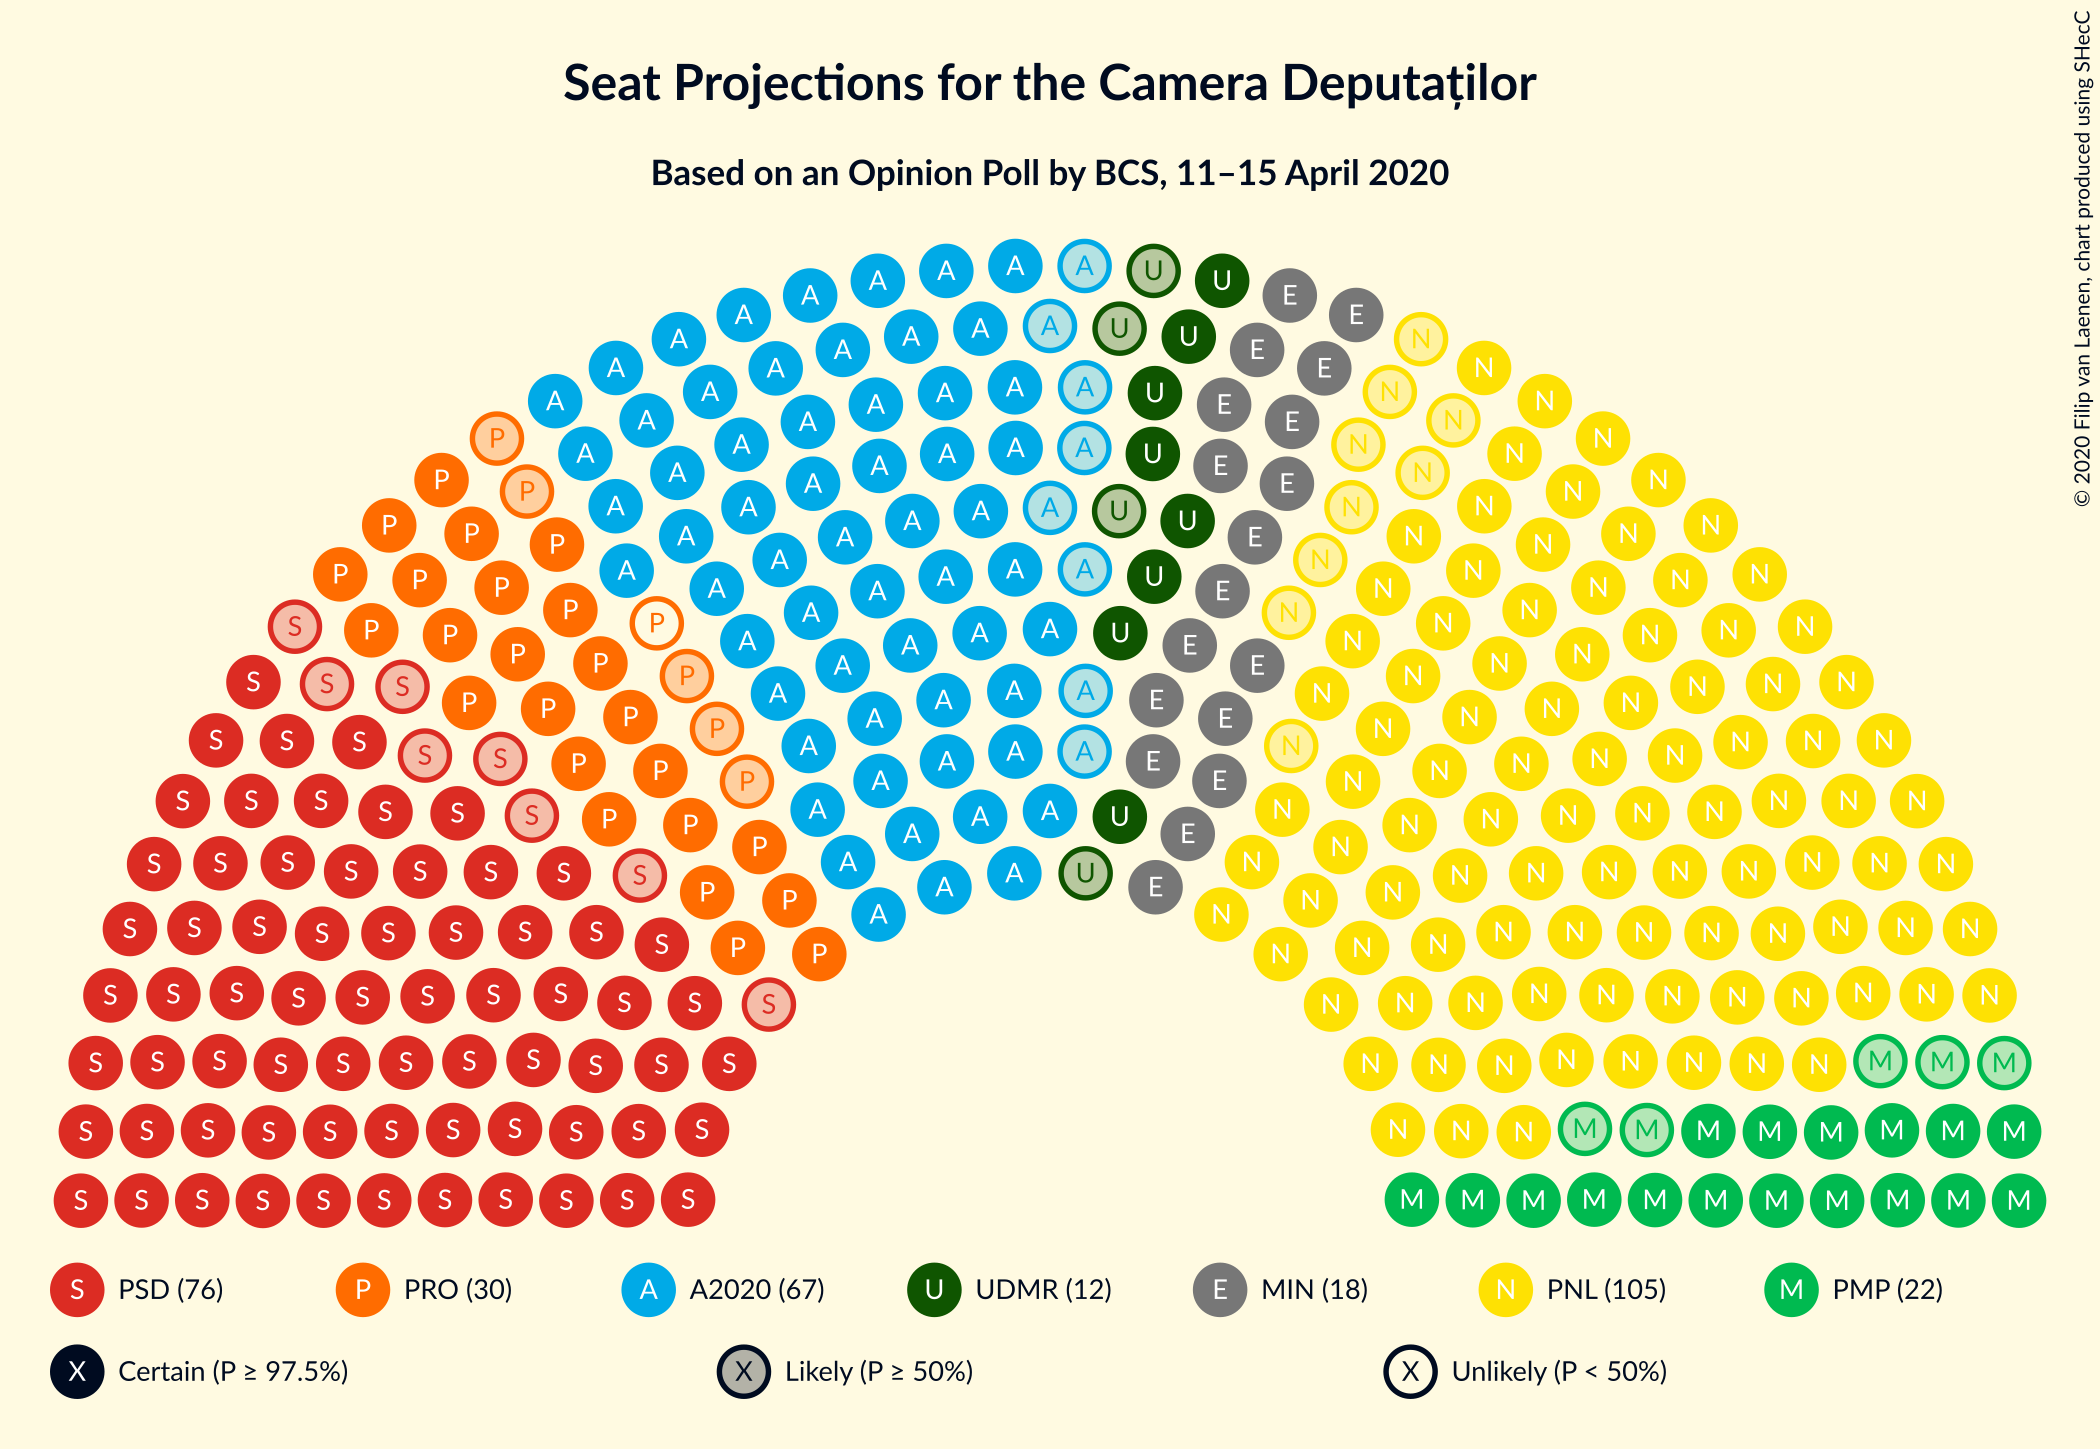 Seat Projections for the Camera Deputaților
Based on an Opinion Poll by BCS, 11–15 April 2020
© 2020 Filip van Laenen, chart produced using SHecC
S PSD (76) P PRO (30) A A2020 (67) U UDMR (12) E MIN (18) N PNL (105) M PMP (22)
X Certain (P ≥ 97.5%) X Likely (P ≥ 50%) X Unlikely (P < 50%)